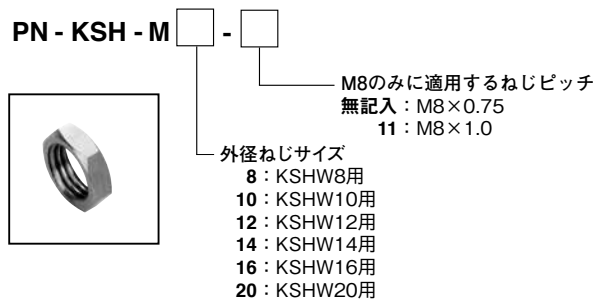 PN - KSH - M □ - □
M8のみに適用するねじピッチ
無記入：M8×0.75
11：M8×1.0
外径ねじサイズ
8：KSHW8用
10：KSHW10用
12：KSHW12用
14：KSHW14用
16：KSHW16用
20：KSHW20用